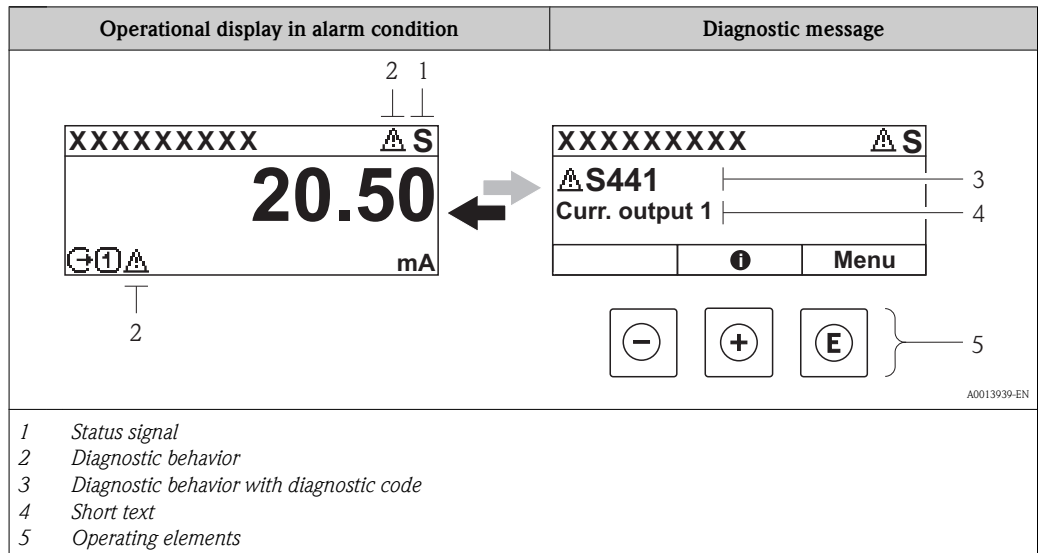 Operational display in alarm condition
Diagnostic message
2 1
XXXXXXXXX ⚠ S
20.50
1 ⚠ mA
2
XXXXXXXXX ⚠ S
⚠S441
3
Curr. output 1
4
i Menu
− + E
5
A0013939-EN
1 Status signal
2 Diagnostic behavior
3 Diagnostic behavior with diagnostic code
4 Short text
5 Operating elements